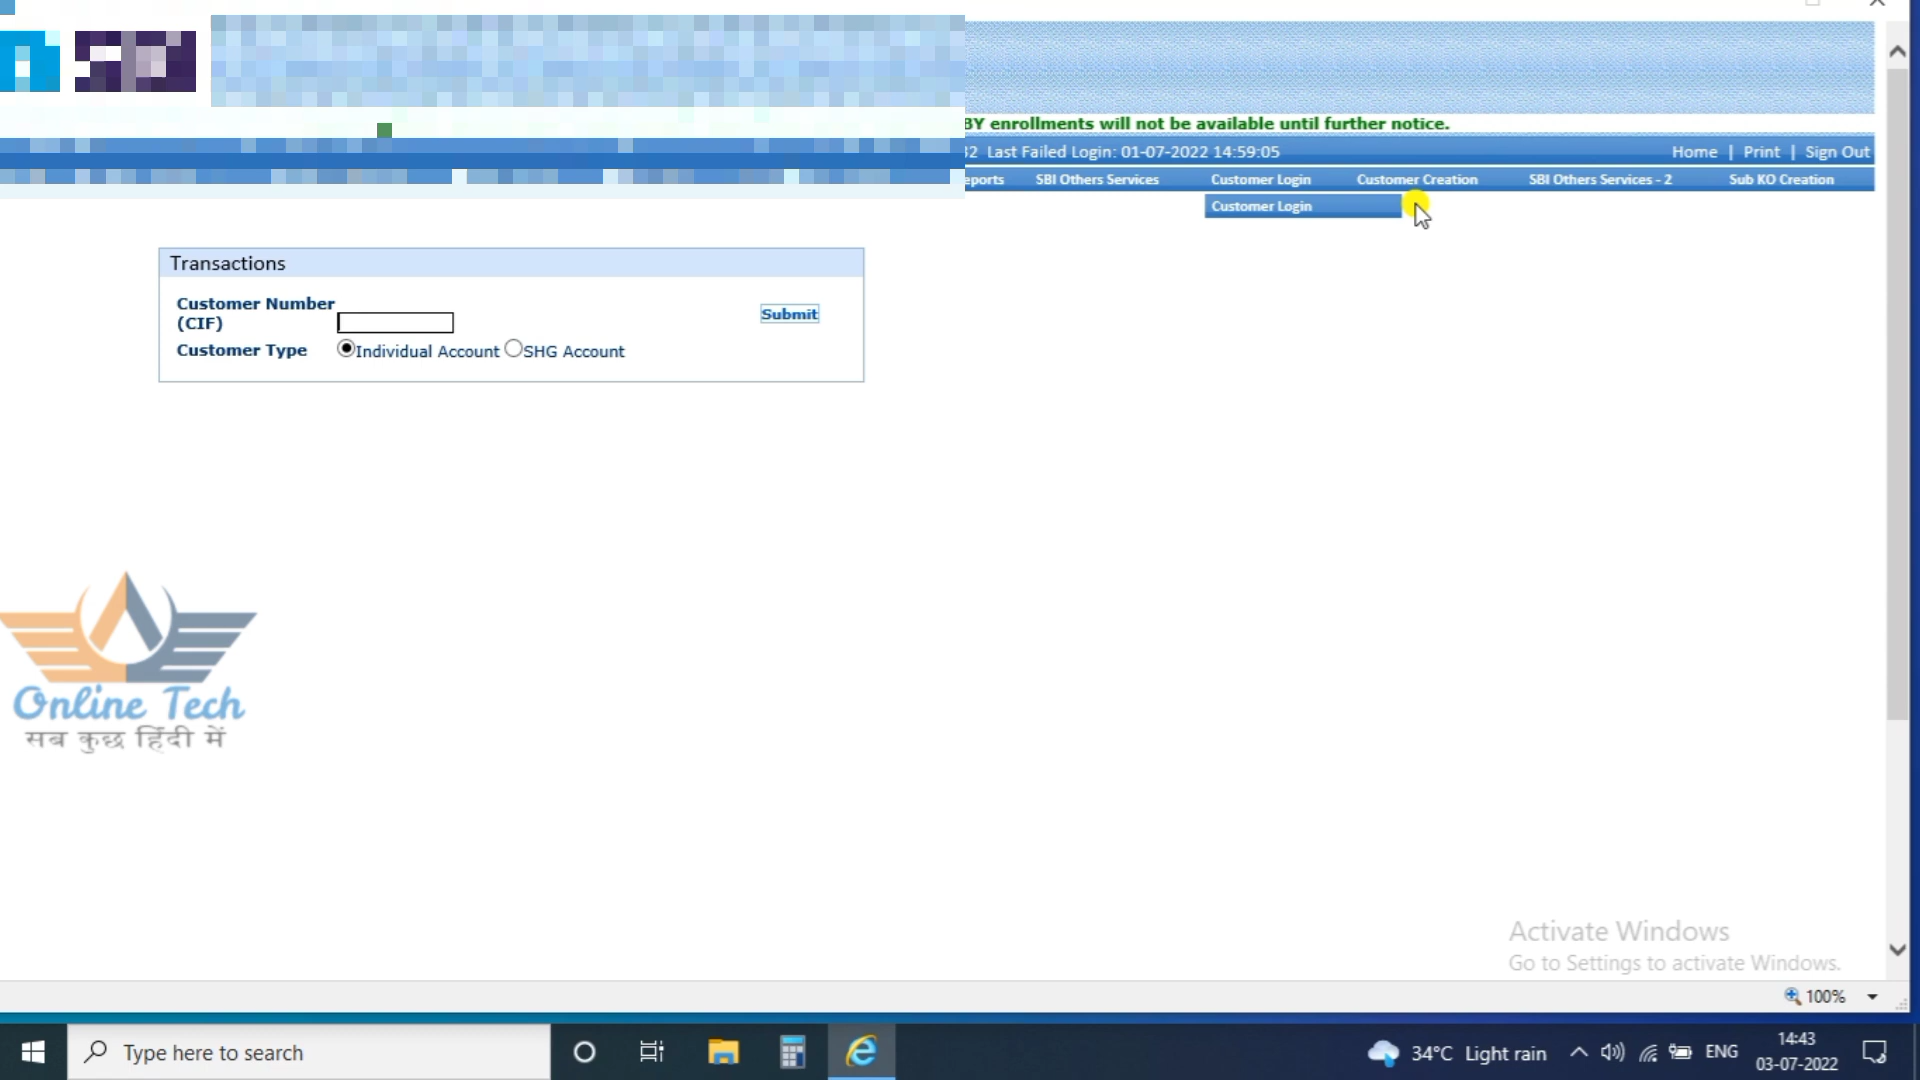 BY enrollments will not be available until further notice.
32 Last Failed Login: 01-07-2022 14:59:05
Home | Print | Sign Out
eports SBI Others Services Customer Login Customer Creation SBI Others Services - 2 Sub KO Creation
Customer Login
Transactions
Customer Number
(CIF)
Submit
Customer Type Individual Account SHG Account
Online Tech
सब कुछ हिंदी में
Activate Windows
Go to Settings to activate Windows.
100%
Type here to search
34°C Light rain
ENG
14:43
03-07-2022